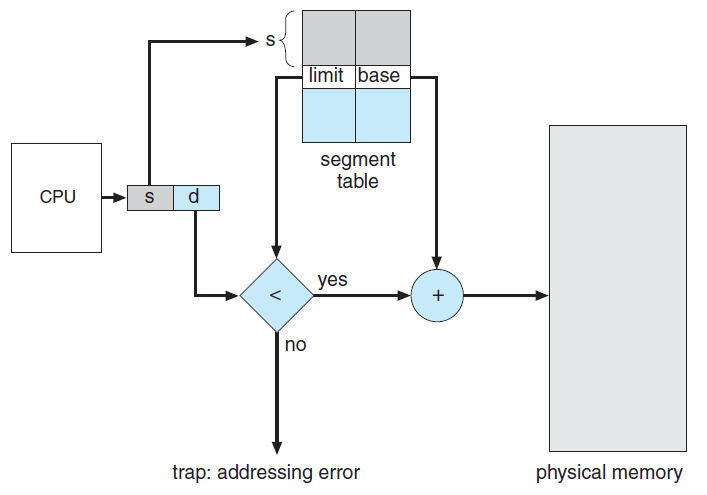 s
limit base
segment
table
CPU
s d
<
yes
+
no
trap: addressing error
physical memory